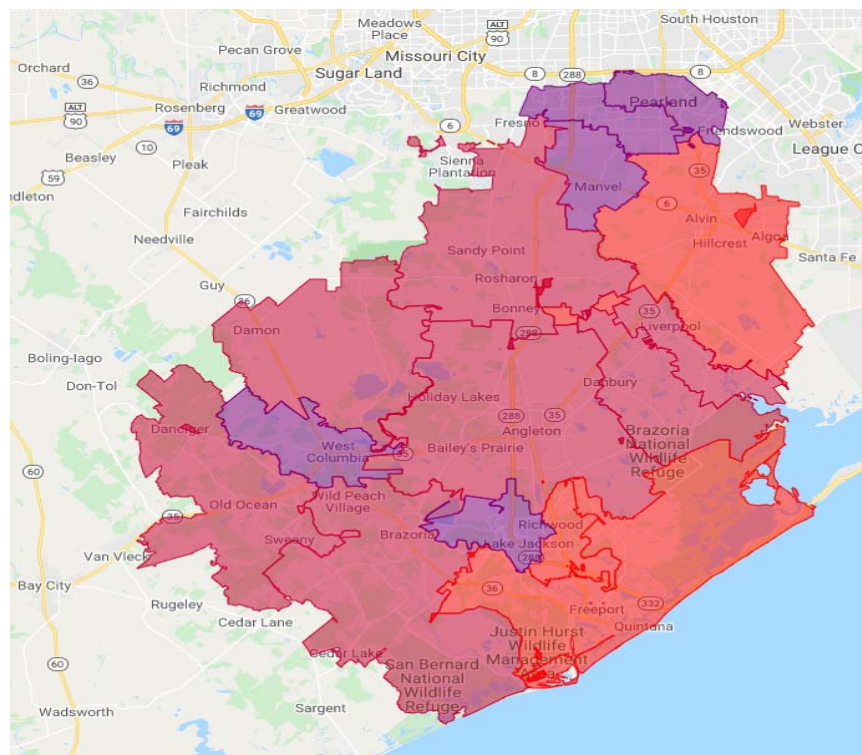 Meadows
Place
ALT
90
South Houston
Pecan Grove
Missouri City
Orchard
36
Richmond
Sugar Land
8
288
8
Rosenberg
Greatwood
Pearland
ALT
90
69
69
6
Fresno
Friendswood
Webster
Beasley
10
Pleak
Sienna
Plantation
League C
59
35
Manvel
ndleton
Fairchilds
6
Alvin
Needville
Hillcrest
Algoa
Sandy Point
Santa Fe
Guy
Rosharon
36
Bonney
35
Damon
288
Liverpool
Boling-Iago
Don-Tol
Holiday Lakes
Danbury
288
35
Danciger
Angleton
Brazoria
National
Wildlife
Refuge
West
Columbia
35
Bailey's Prairie
60
Old Ocean
Wild Peach
Village
35
Richwood
Sweeny
Brazoria
Lake Jackson
Van Vleck
288
Bay City
36
Rugeley
Freeport
332
Cedar Lane
Quintana
Justin Hurst
Wildlife
Management
Area
Cedar Lake
60
San Bernard
National
Wildlife
Refuge
Sargent
Wadsworth